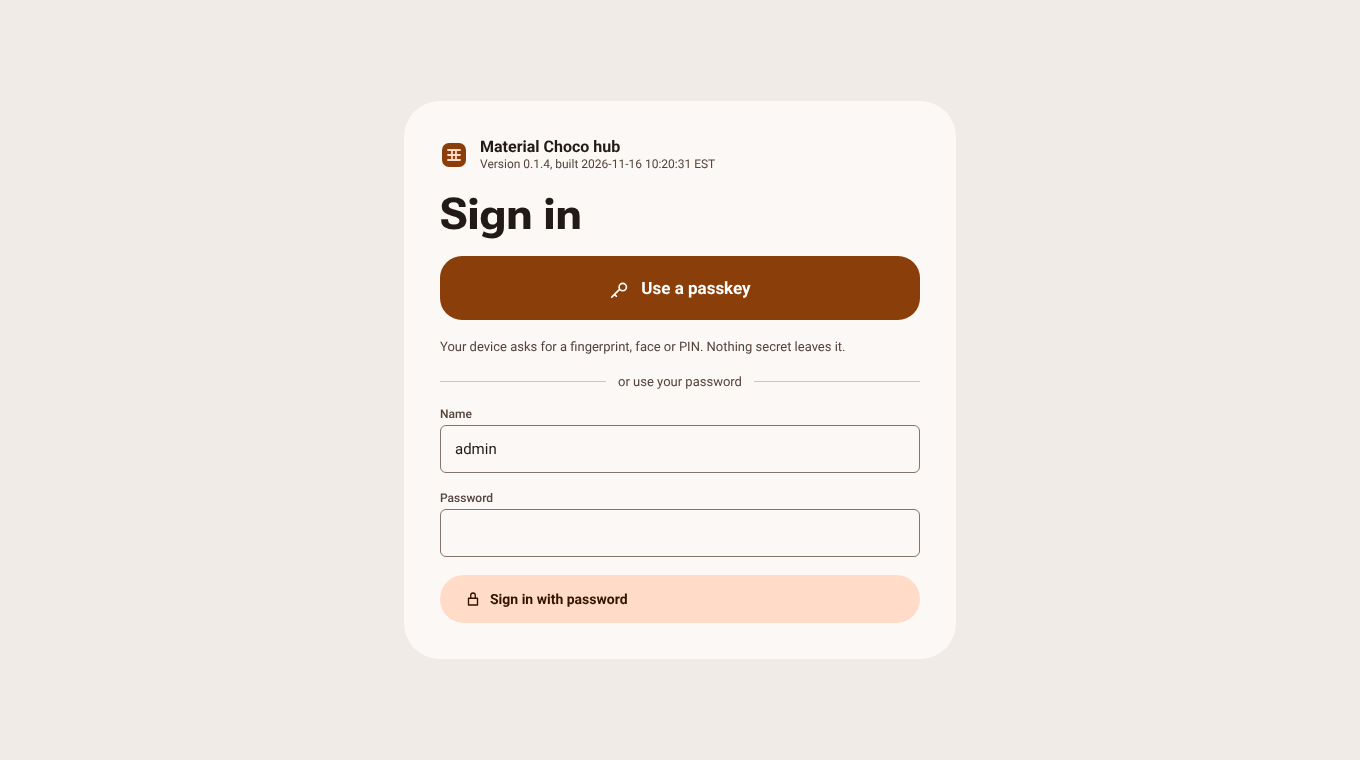 Material Choco hub
Version 0.1.4, built 2026-11-16 10:20:31 EST
Sign in
Use a passkey
Your device asks for a fingerprint, face or PIN. Nothing secret leaves it.
or use your password
Name
admin
Password
Sign in with password